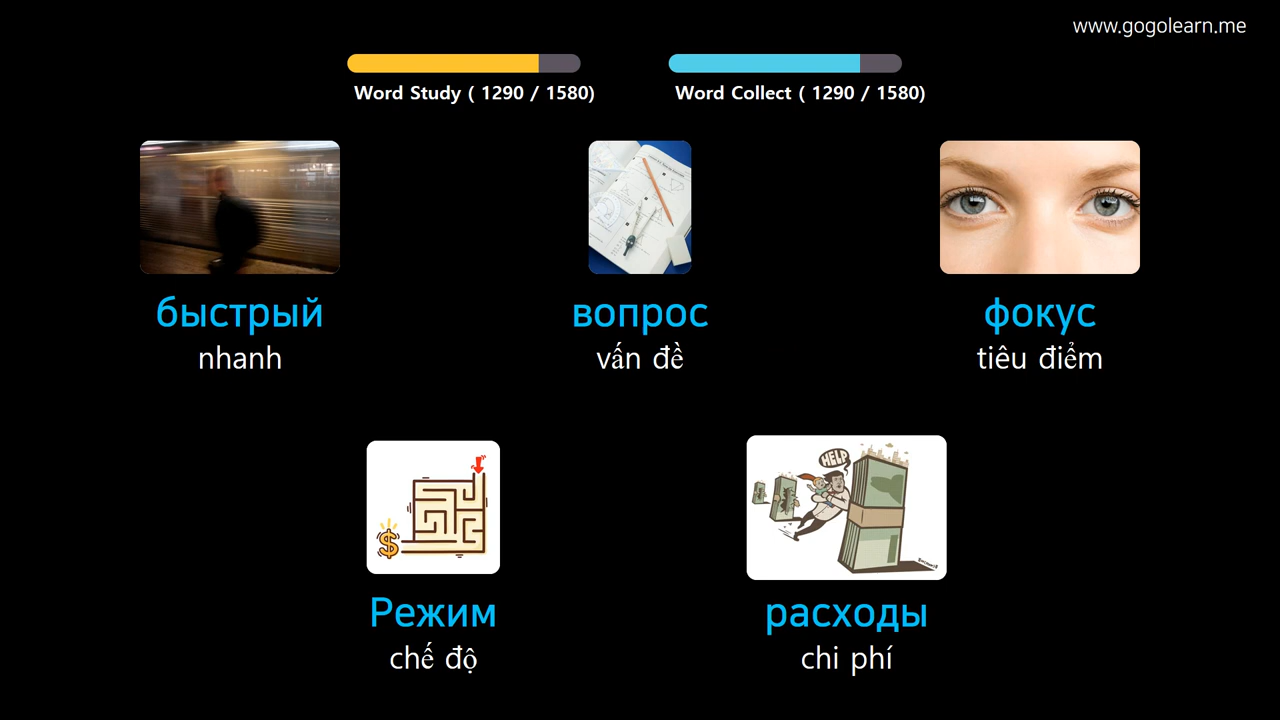 www.gogolearn.me
Word Study ( 1290 / 1580)
Word Collect ( 1290 / 1580)
быстрый
nhanh
вопрос
vấn đề
фокус
tiêu điểm
HELP
Режим
chế độ
расходы
chi phí